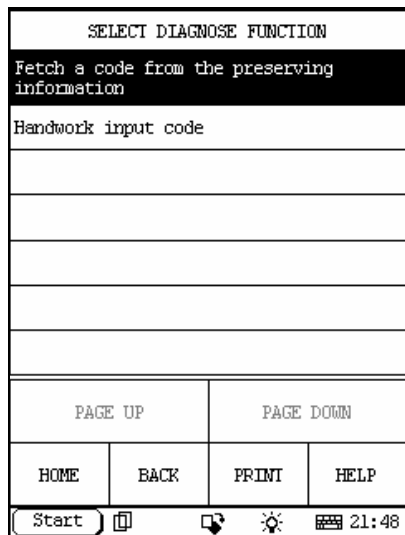 SELECT DIAGNOSE FUNCTION
Fetch a code from the preserving
information
Handwork input code
PAGE UP PAGE DOWN
HOME BACK PRINT HELP
Start 21:48